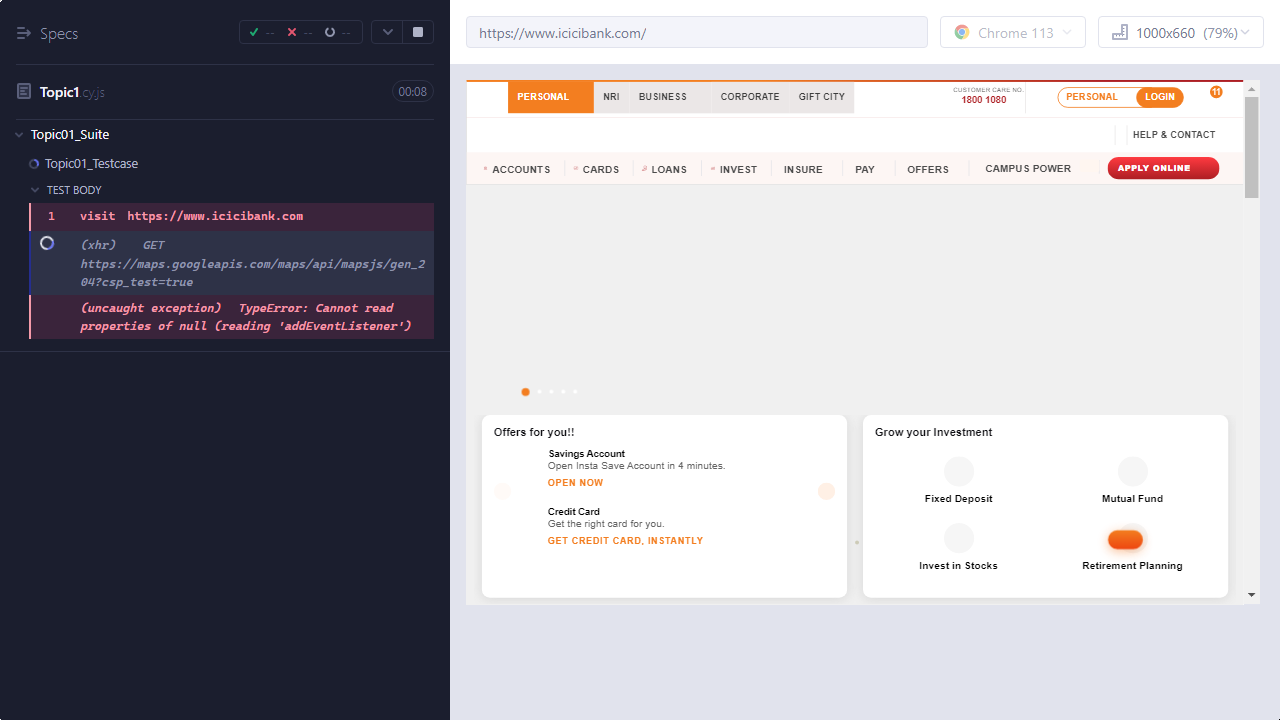 Specs
--
--
--
https://www.icicibank.com/
Chrome 113
1000x660 (79%)
Topic1.cy.js
00:08
Topic01_Suite
Topic01_Testcase
TEST BODY
1 visit https://www.icicibank.com
(xhr) GET
https://maps.googleapis.com/maps/api/mapsjs/gen_2
04?csp_test=true
(uncaught exception) TypeError: Cannot read
properties of null (reading 'addEventListener')
PERSONAL NRI BUSINESS CORPORATE GIFT CITY
CUSTOMER CARE NO.
1800 1080
PERSONAL LOGIN
11
HELP & CONTACT
ACCOUNTS CARDS LOANS INVEST INSURE PAY OFFERS CAMPUS POWER APPLY ONLINE
Offers for you!!
Savings Account
Open Insta Save Account in 4 minutes.
OPEN NOW
Credit Card
Get the right card for you.
GET CREDIT CARD, INSTANTLY
Grow your Investment
Fixed Deposit
Mutual Fund
Invest in Stocks
Retirement Planning